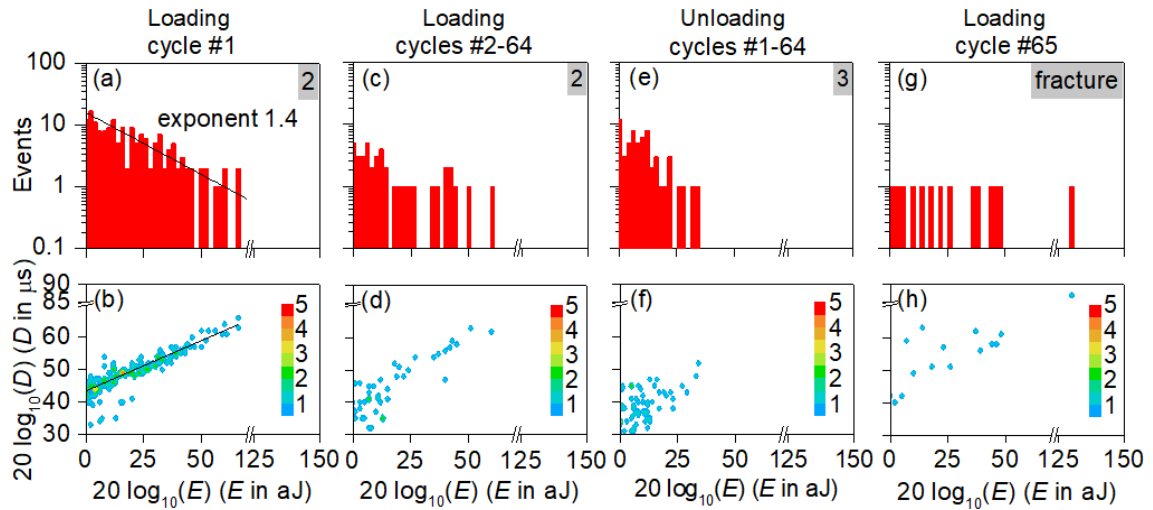 Loading
cycle #1
Loading
cycles #2-64
Unloading
cycles #1-64
Loading
cycle #65
Events
100
10
1
0.1
(a)
2
exponent 1.4
(c)
2
(e)
3
(g)
fracture
20 log10(D) (D in µs)
90
85
60
50
40
30
(b)
5
4
3
2
1
(d)
5
4
3
2
1
(f)
5
4
3
2
1
(h)
5
4
3
2
1
0 25 125 150
0 25 125 150
0 25 50 125 150
0 25 50 125 150
20 log10(E) (E in aJ)
20 log10(E) (E in aJ)
20 log10(E) (E in aJ)
20 log10(E) (E in aJ)